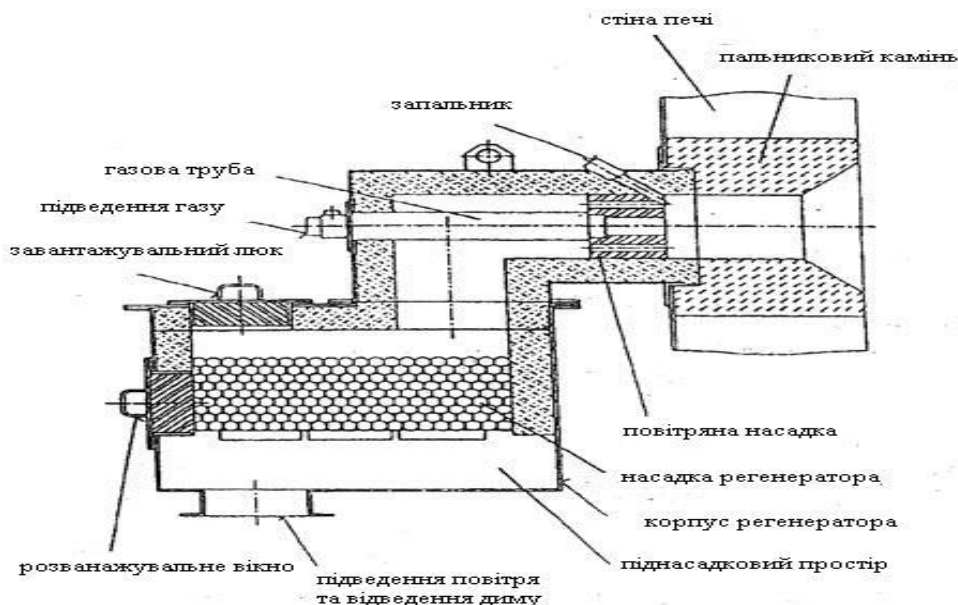 стіна печі
пальниковий камінь
запальник
газова труба
підведення газу
завантажувальний люк
повітряна насадка
насадка регенератора
корпус регенератора
піднасадковий простір
розванажувальне вікно
підведення повітря
та відведення диму